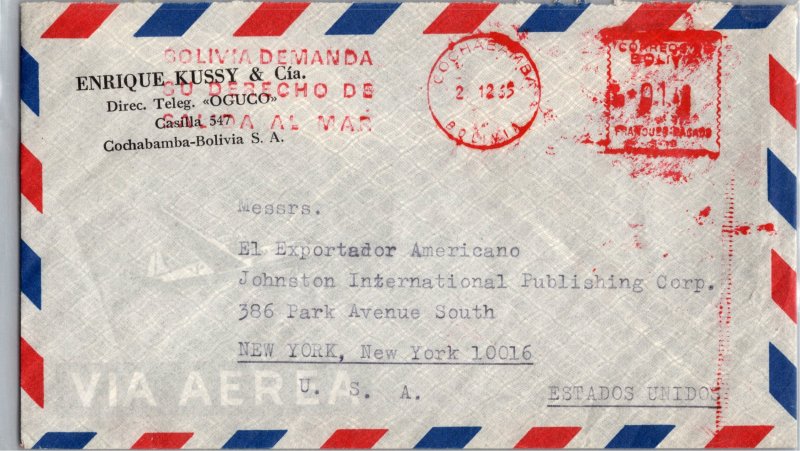 BOLIVIA DEMANDA
SU DERECHO DE
SALIDA AL MAR
ENRIQUE KUSSY & Cía.
Direc. Teleg. «OGUCO»
Casilla 547
Cochabamba-Bolivia S. A.
COCHABAMBA
2 12 65
BOLIVIA
CORREOS
BOLIVIA
FRANQUEO PAGADO
Messrs.
El Exportador Americano
Johnston International Publishing Corp.
386 Park Avenue South
NEW YORK, New York 10016
U. S. A.
ESTADOS UNIDOS
VIA AEREA